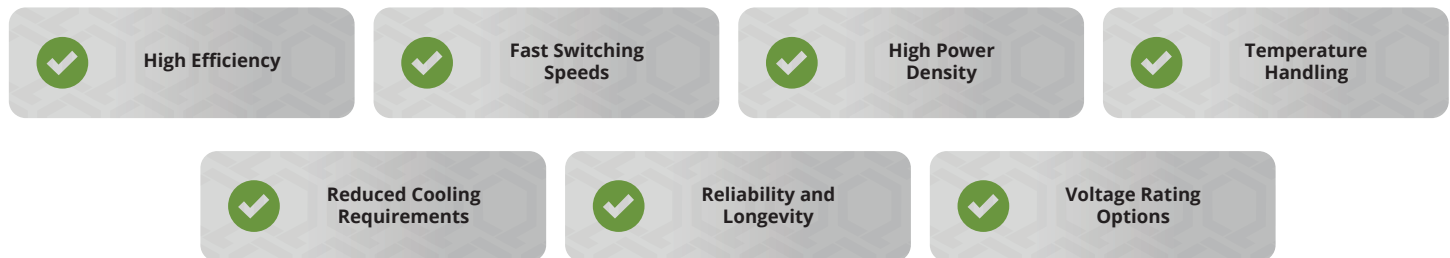 High Efficiency
Fast Switching
Speeds
High Power
Density
Temperature
Handling
Reduced Cooling
Requirements
Reliability and
Longevity
Voltage Rating
Options